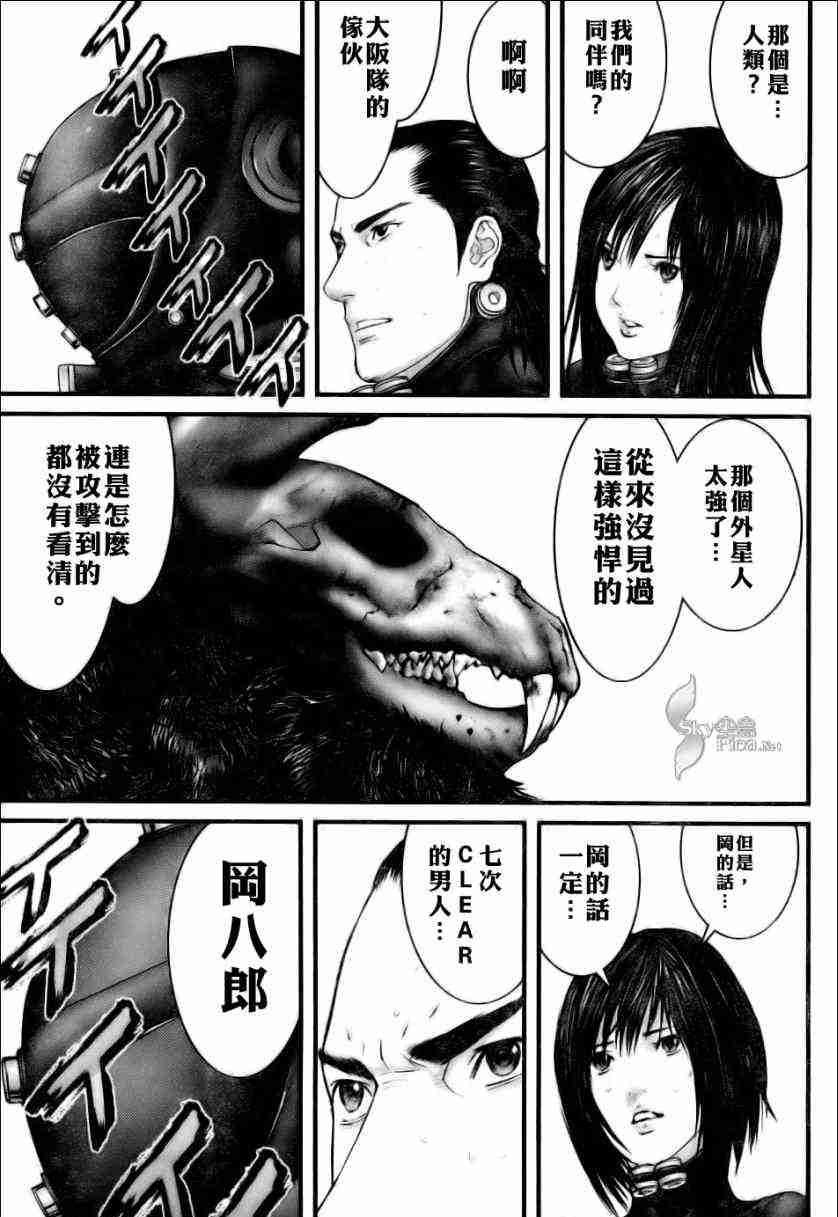 那個是…
人類?
我們的
同伴嗎?
啊啊
大阪隊的
傢伙
イイイイイイイ
那個外星人
太強了…
從來沒見過
這樣強悍的
連是怎麼
被攻擊到的
都沒有看清。
但是,
岡的話…
岡的話
一定…
七次
CLEAR
的男人…
岡八郎
イイイイイ